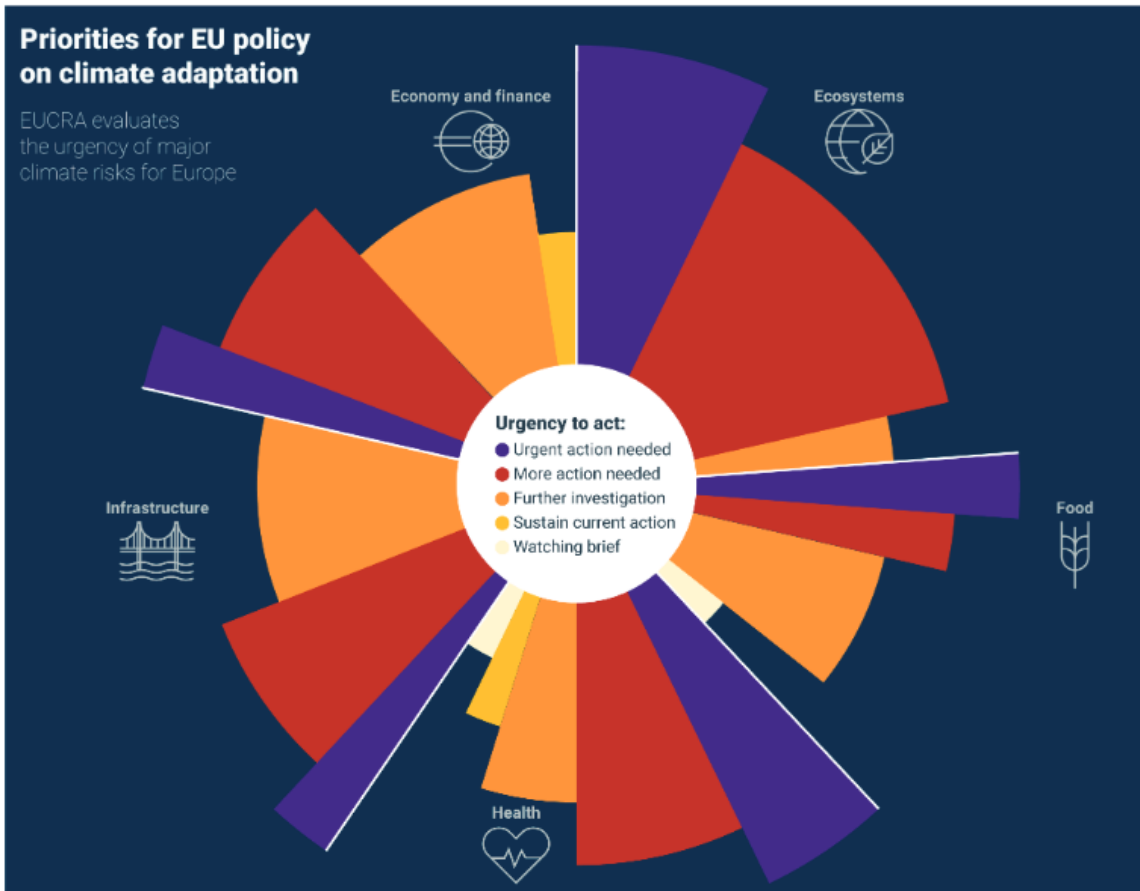 Priorities for EU policy
on climate adaptation
EUCRA evaluates
the urgency of major
climate risks for Europe
Economy and finance
Ecosystems
Urgency to act:
Urgent action needed
More action needed
Further investigation
Sustain current action
Watching brief
Infrastructure
Food
Health